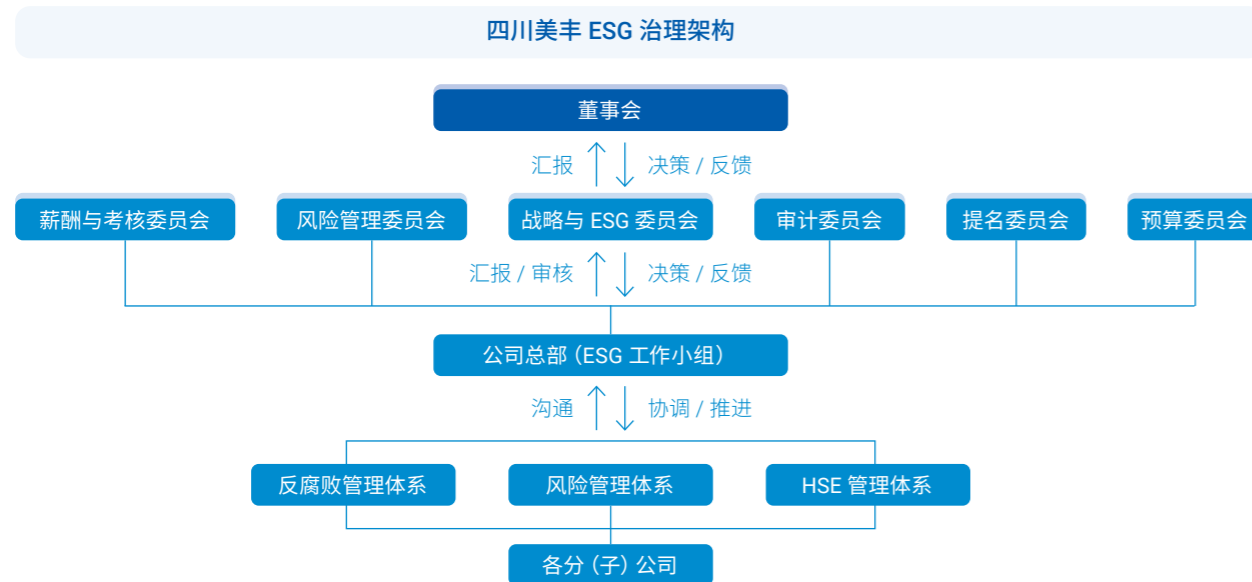 四川美丰 ESG 治理架构
董事会
汇报 决策 / 反馈
薪酬与考核委员会 风险管理委员会 战略与 ESG 委员会 审计委员会 提名委员会 预算委员会
汇报 / 审核 决策 / 反馈
公司总部（ESG 工作小组）
沟通 协调 / 推进
反腐败管理体系 风险管理体系 HSE 管理体系
各分（子）公司